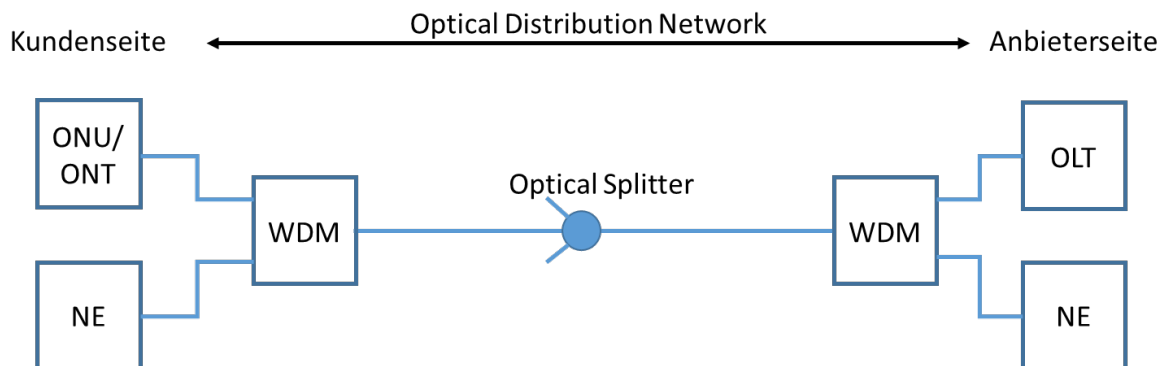 Optical Distribution Network
Kundenseite
Anbieterseite
ONU/
ONT
OLT
Optical Splitter
WDM
WDM
NE
NE